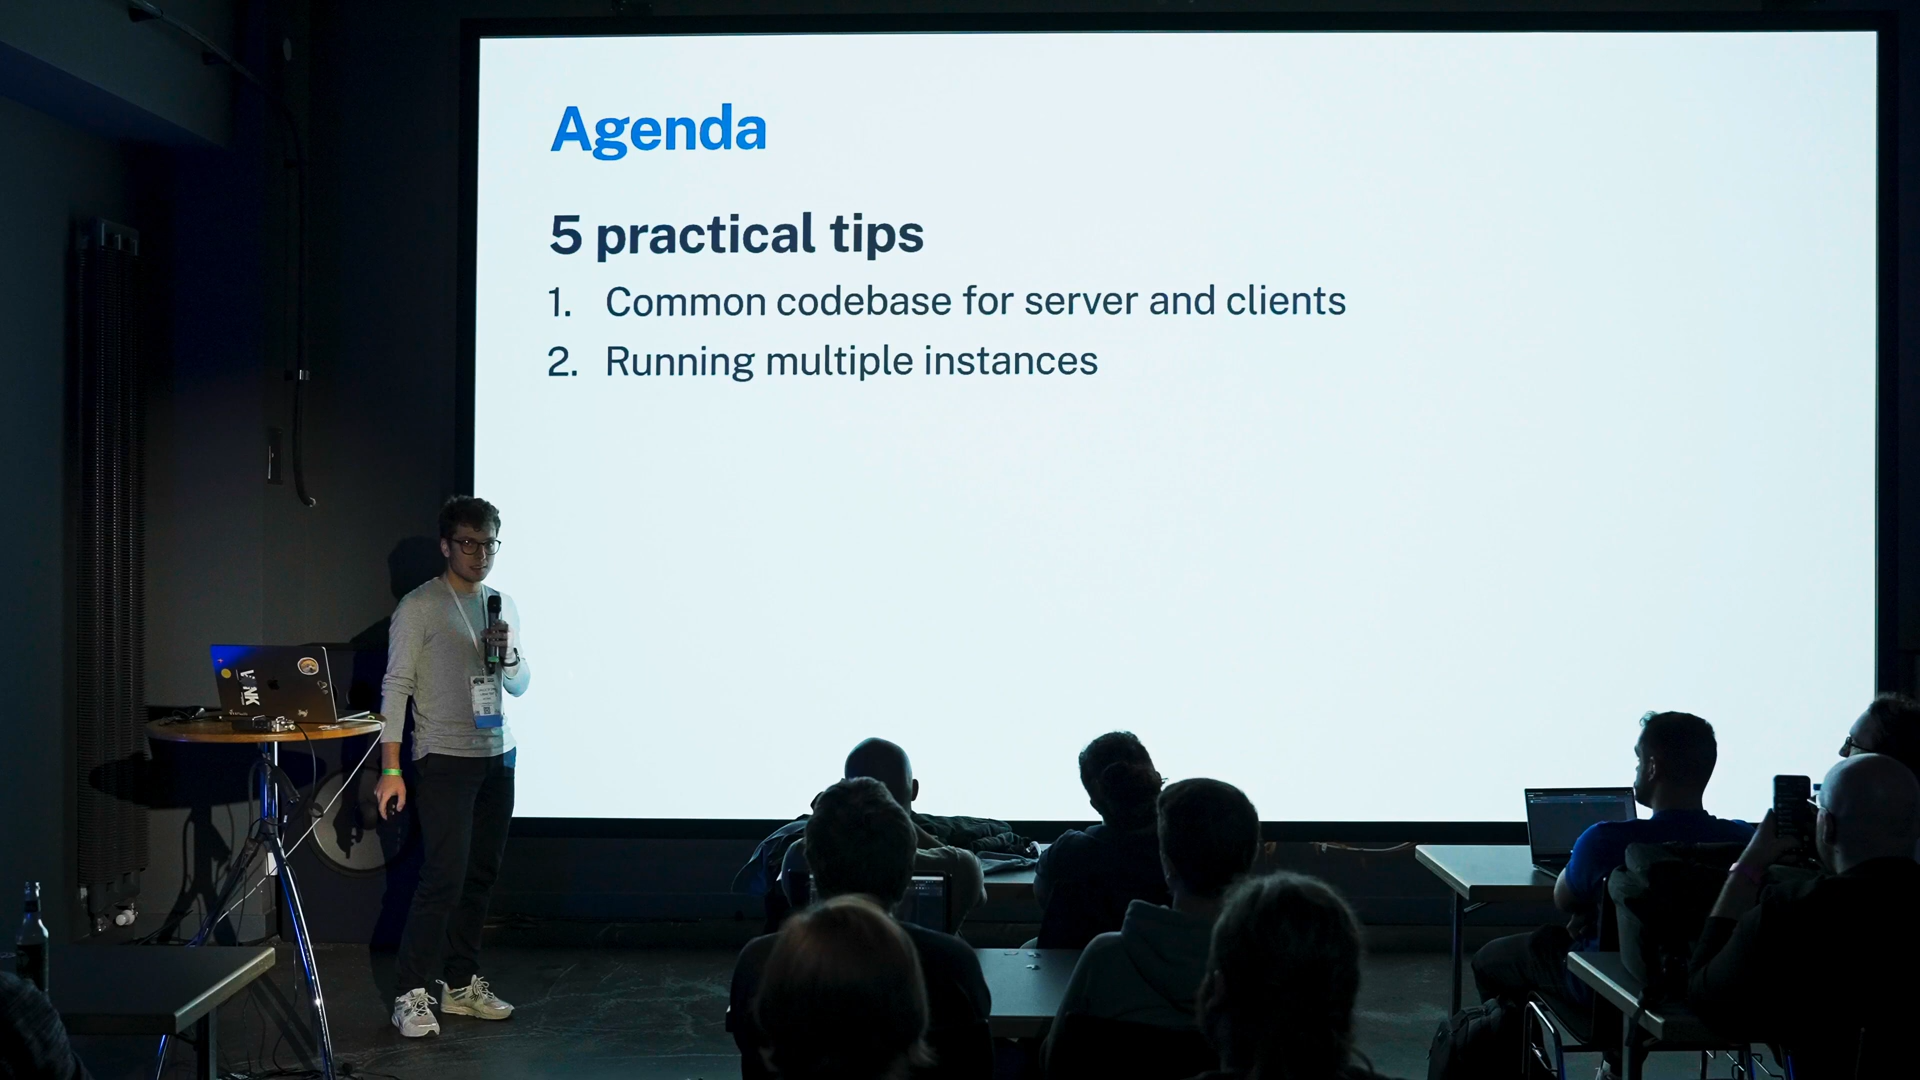 Agenda
5 practical tips
1. Common codebase for server and clients
2. Running multiple instances